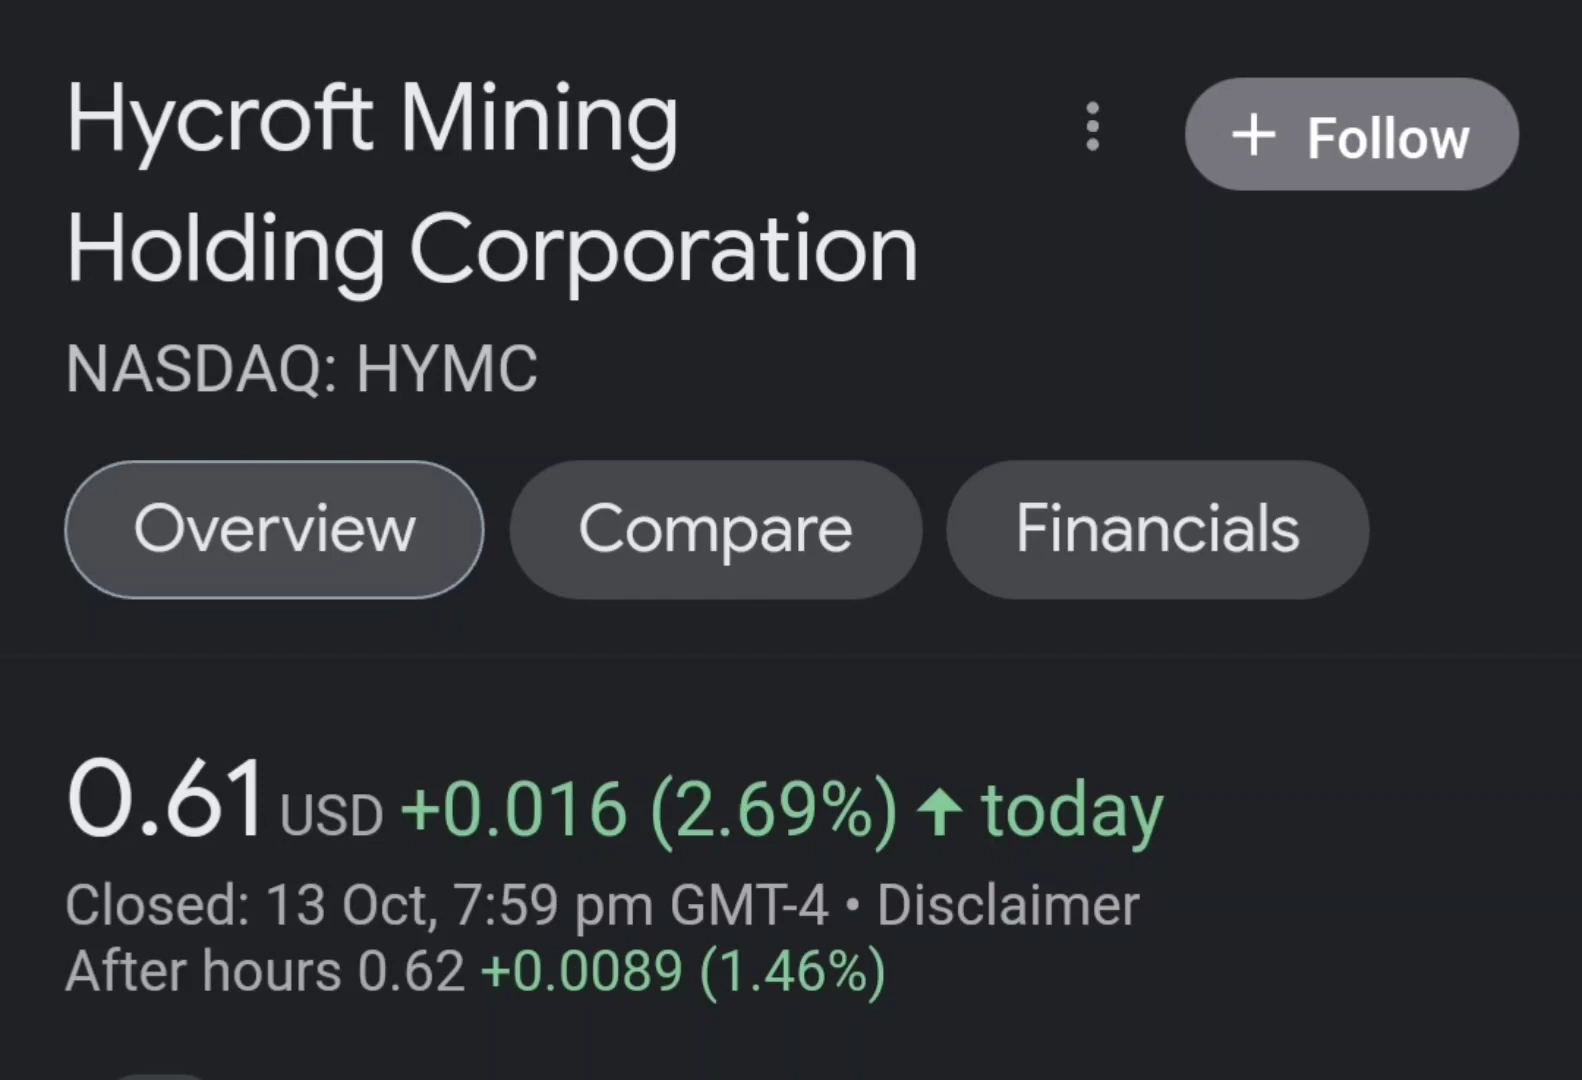 Hycroft Mining
Holding Corporation
+ Follow
NASDAQ: HYMC
Overview
Compare
Financials
0.61 USD +0.016 (2.69%) ↑ today
Closed: 13 Oct, 7:59 pm GMT-4 • Disclaimer
After hours 0.62 +0.0089 (1.46%)